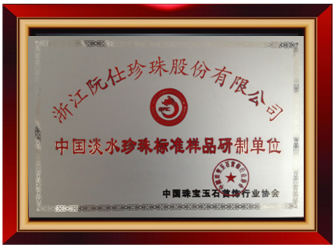 浙江阮仕珍珠股份有限公司
中国淡水珍珠标准样品研制单位
中国珠宝玉石首饰行业协会